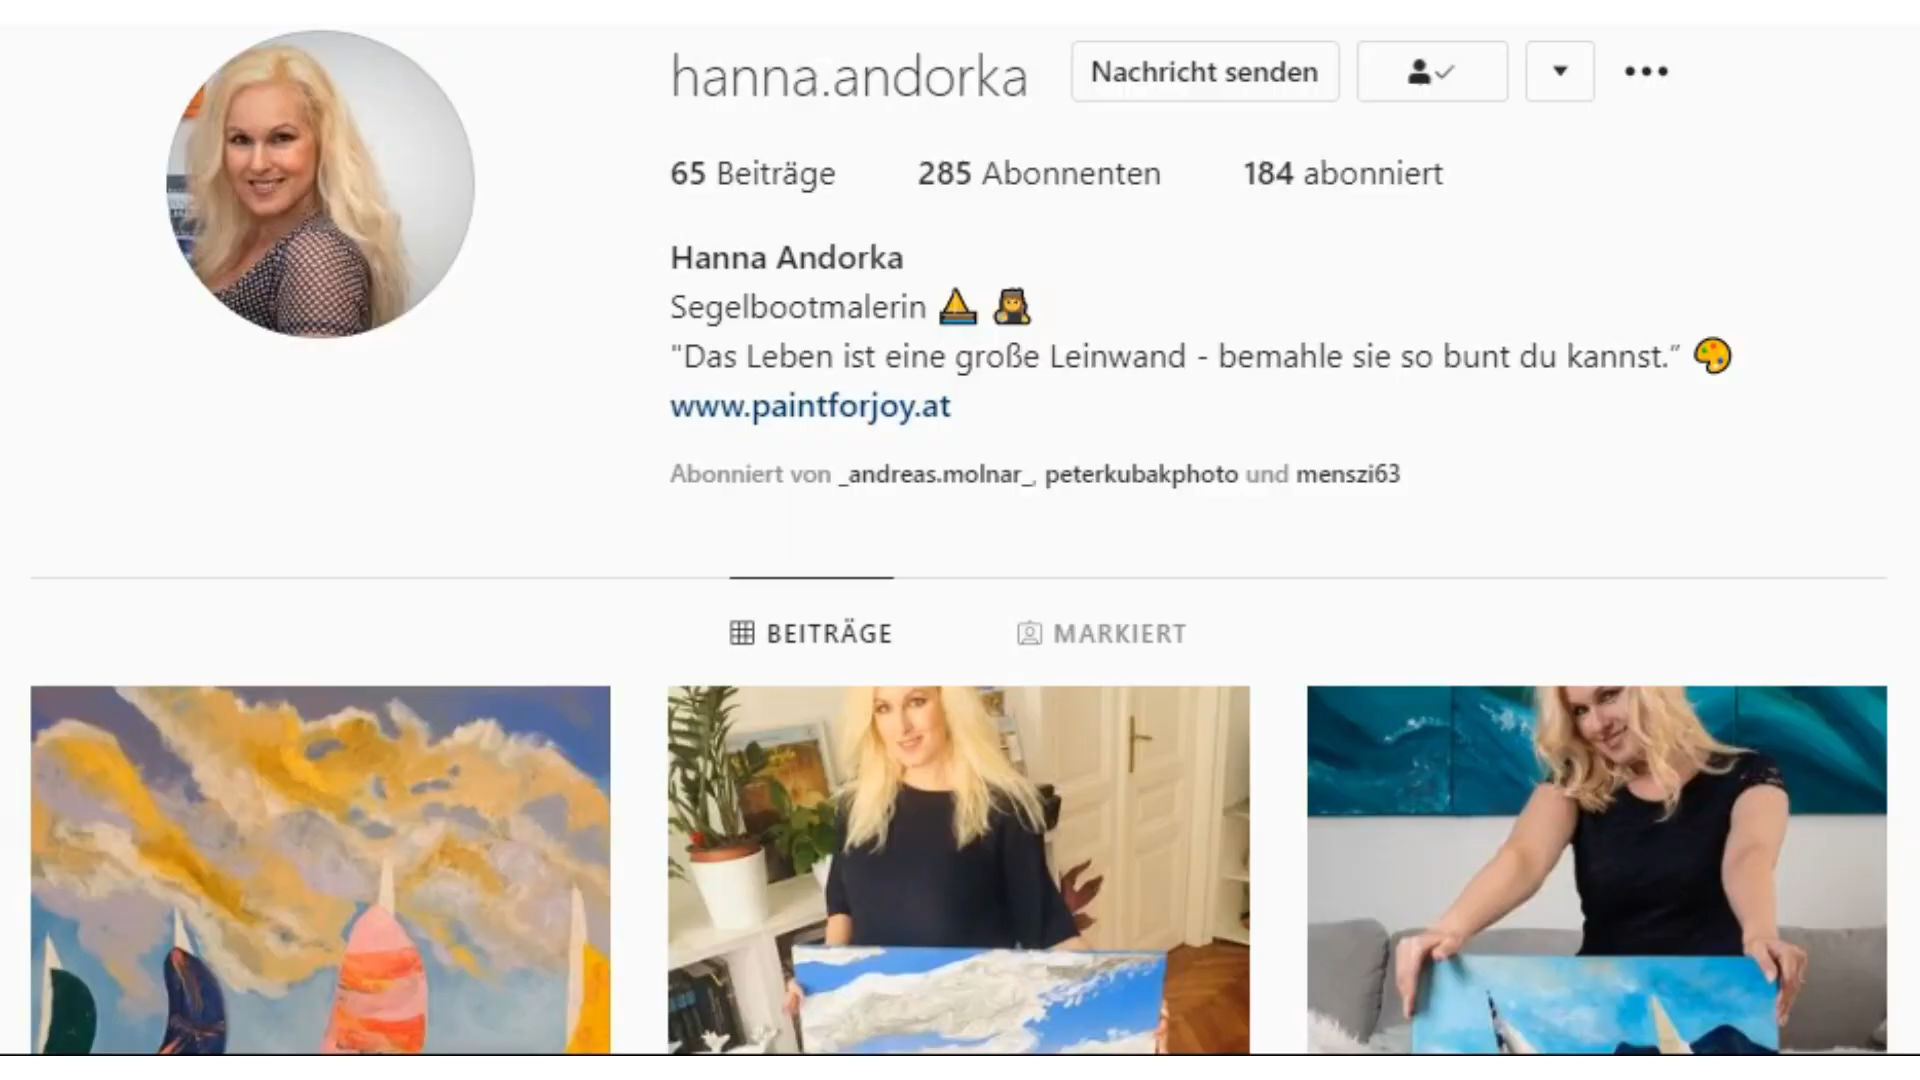 hanna.andorka Nachricht senden
65 Beiträge 285 Abonnenten 184 abonniert
Hanna Andorka
Segelbootmalerin
"Das Leben ist eine große Leinwand - bemahle sie so bunt du kannst."
www.paintforjoy.at
Abonniert von _andreas.molnar_, peterkubakphoto und menszi63
BEITRÄGE MARKIERT